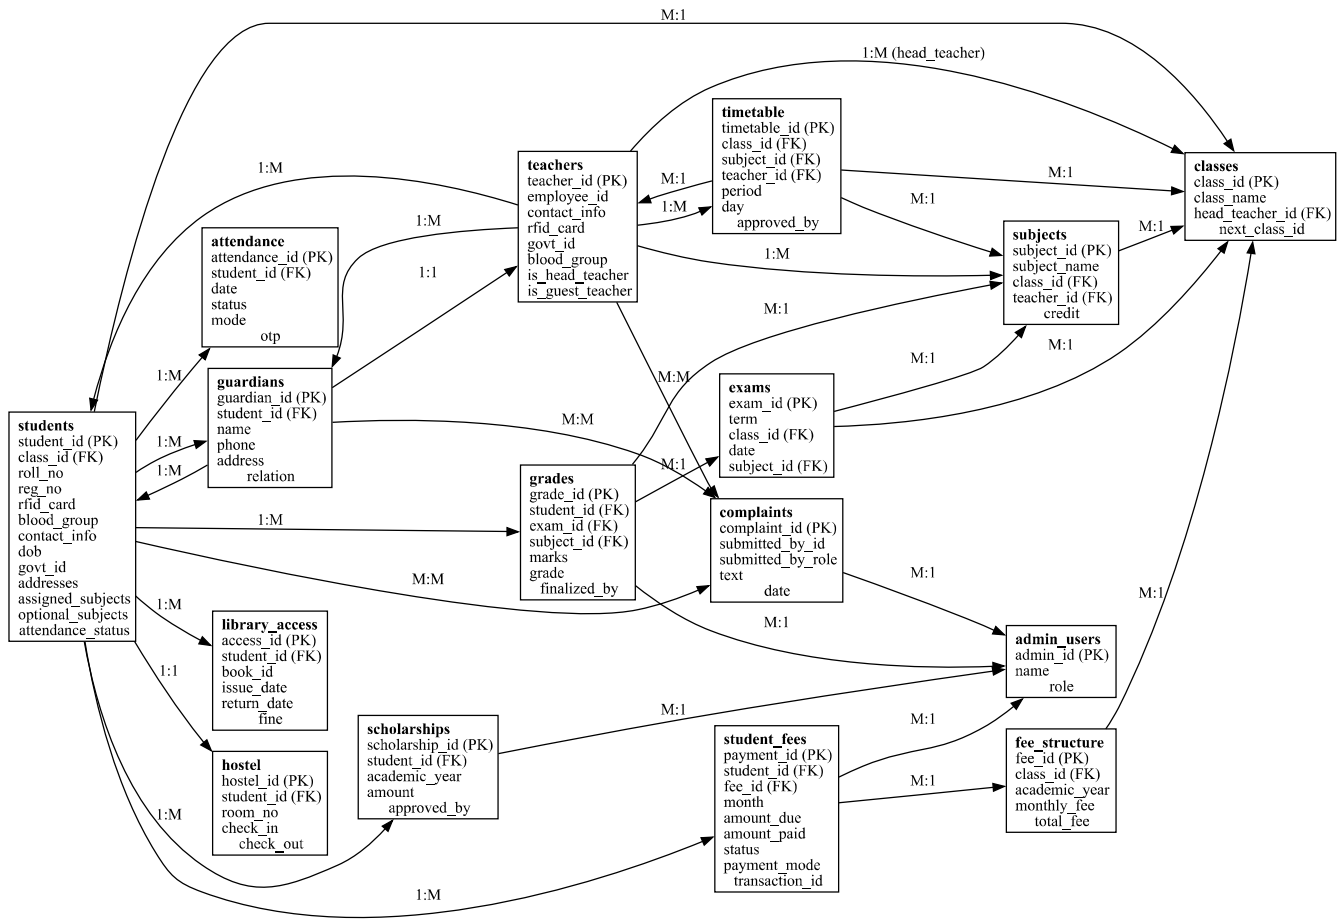 M:1
1:M (head_teacher)
timetable
timetable_id (PK)
class_id (FK)
subject_id (FK)
teacher_id (FK)
period
day
approved_by
teachers
teacher_id (PK)
employee_id
contact_info
rfid_card
govt_id
blood_group
is_head_teacher
is_guest_teacher
classes
class_id (PK)
class_name
head_teacher_id (FK)
next_class_id
1:M
M:1
1:M
M:1
M:1
1:M
1:M
M:1
1:1
attendance
attendance_id (PK)
student_id (FK)
date
status
mode
otp
subjects
subject_id (PK)
subject_name
class_id (FK)
teacher_id (FK)
credit
M:1
M:1
M:1
guardians
guardian_id (PK)
student_id (FK)
name
phone
address
relation
1:M
M:M
exams
exam_id (PK)
term
class_id (FK)
date
subject_id (FK)
students
student_id (PK)
class_id (FK)
roll_no
reg_no
rfid_card
blood_group
contact_info
dob
govt_id
addresses
assigned_subjects
optional_subjects
attendance_status
1:M
1:M
M:M
M:1
grades
grade_id (PK)
student_id (FK)
exam_id (FK)
subject_id (FK)
marks
grade
finalized_by
complaints
complaint_id (PK)
submitted_by_id
submitted_by_role
text
date
1:M
M:M
M:1
M:1
M:1
1:M
library_access
access_id (PK)
student_id (FK)
book_id
issue_date
return_date
fine
admin_users
admin_id (PK)
name
role
1:1
M:1
M:1
scholarships
scholarship_id (PK)
student_id (FK)
academic_year
amount
approved_by
student_fees
payment_id (PK)
student_id (FK)
fee_id (FK)
month
amount_due
amount_paid
status
payment_mode
transaction_id
fee_structure
fee_id (PK)
class_id (FK)
academic_year
monthly_fee
total_fee
hostel
hostel_id (PK)
student_id (FK)
room_no
check_in
check_out
M:1
1:M
1:M